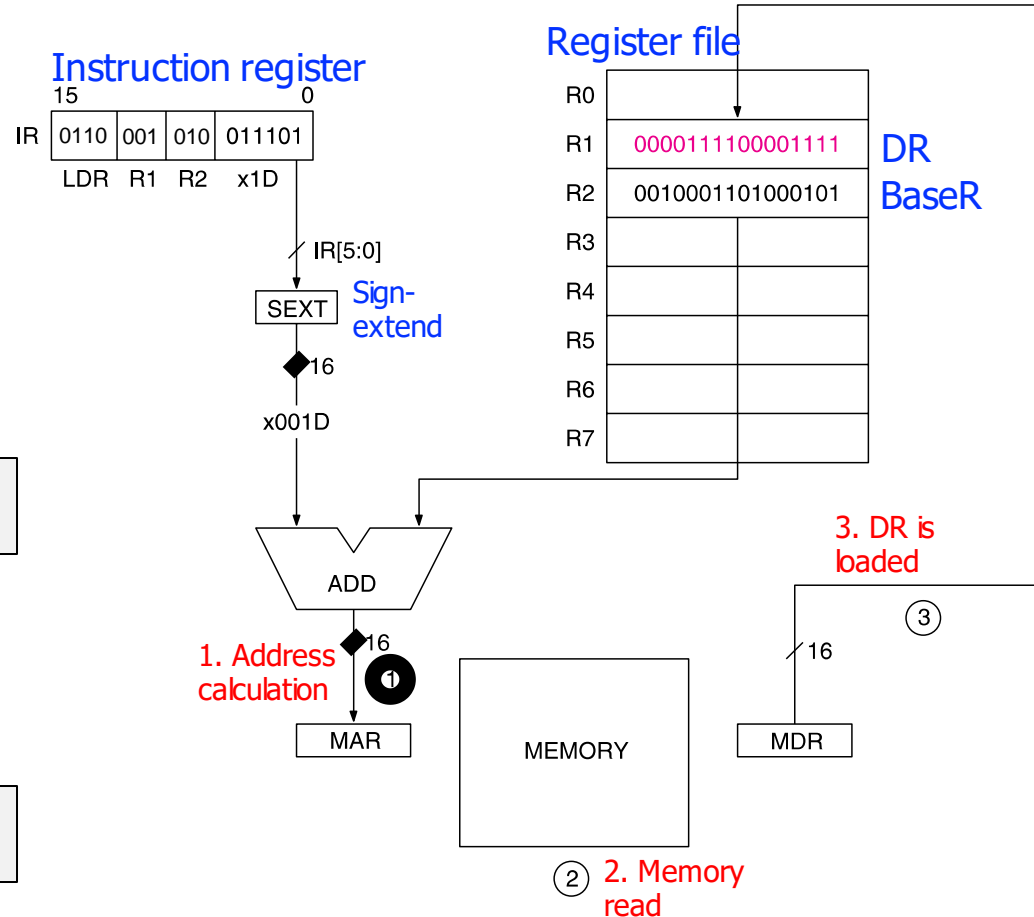 Instruction register
15 0
IR 0110 001 010 011101
LDR R1 R2 x1D
IR[5:0]
SEXT
Sign-
extend
16
x001D
ADD
16
1. Address
calculation
1
MAR
Register file
R0
R1 0000111100001111 DR
R2 0010001101000101 BaseR
R3
R4
R5
R6
R7
3. DR is
loaded
3
16
MDR
MEMORY
2 2. Memory
read